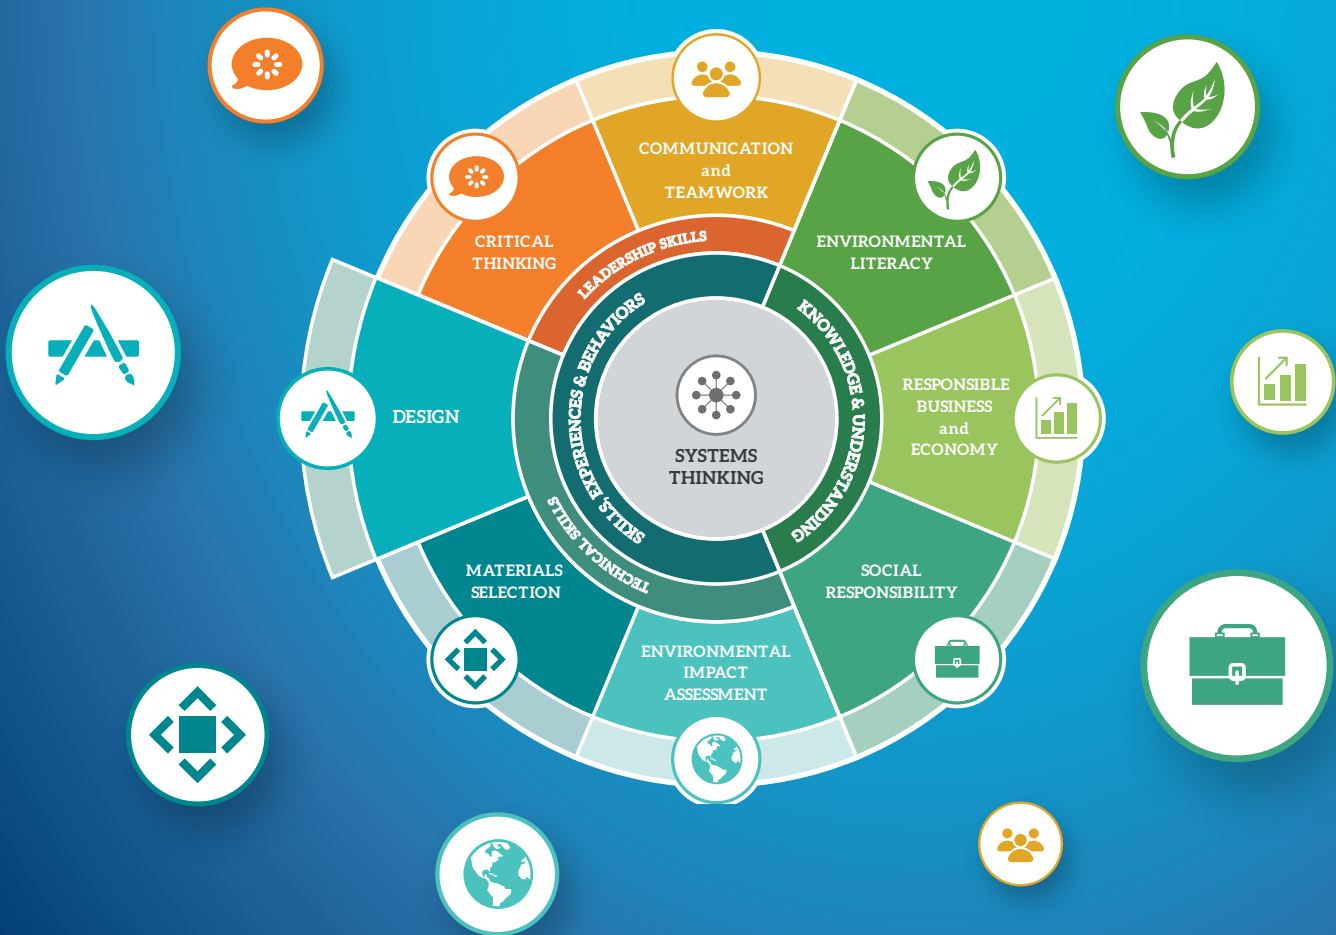 COMMUNICATION
and
TEAMWORK
CRITICAL
THINKING
ENVIRONMENTAL
LITERACY
LEADERSHIP SKILLS
SKILLS, EXPERIENCES & BEHAVIORS
KNOWLEDGE & UNDERSTANDING
DESIGN
SYSTEMS
THINKING
RESPONSIBLE
BUSINESS
and
ECONOMY
TECHNICAL SKILLS
MATERIALS
SELECTION
SOCIAL
RESPONSIBILITY
ENVIRONMENTAL
IMPACT
ASSESSMENT